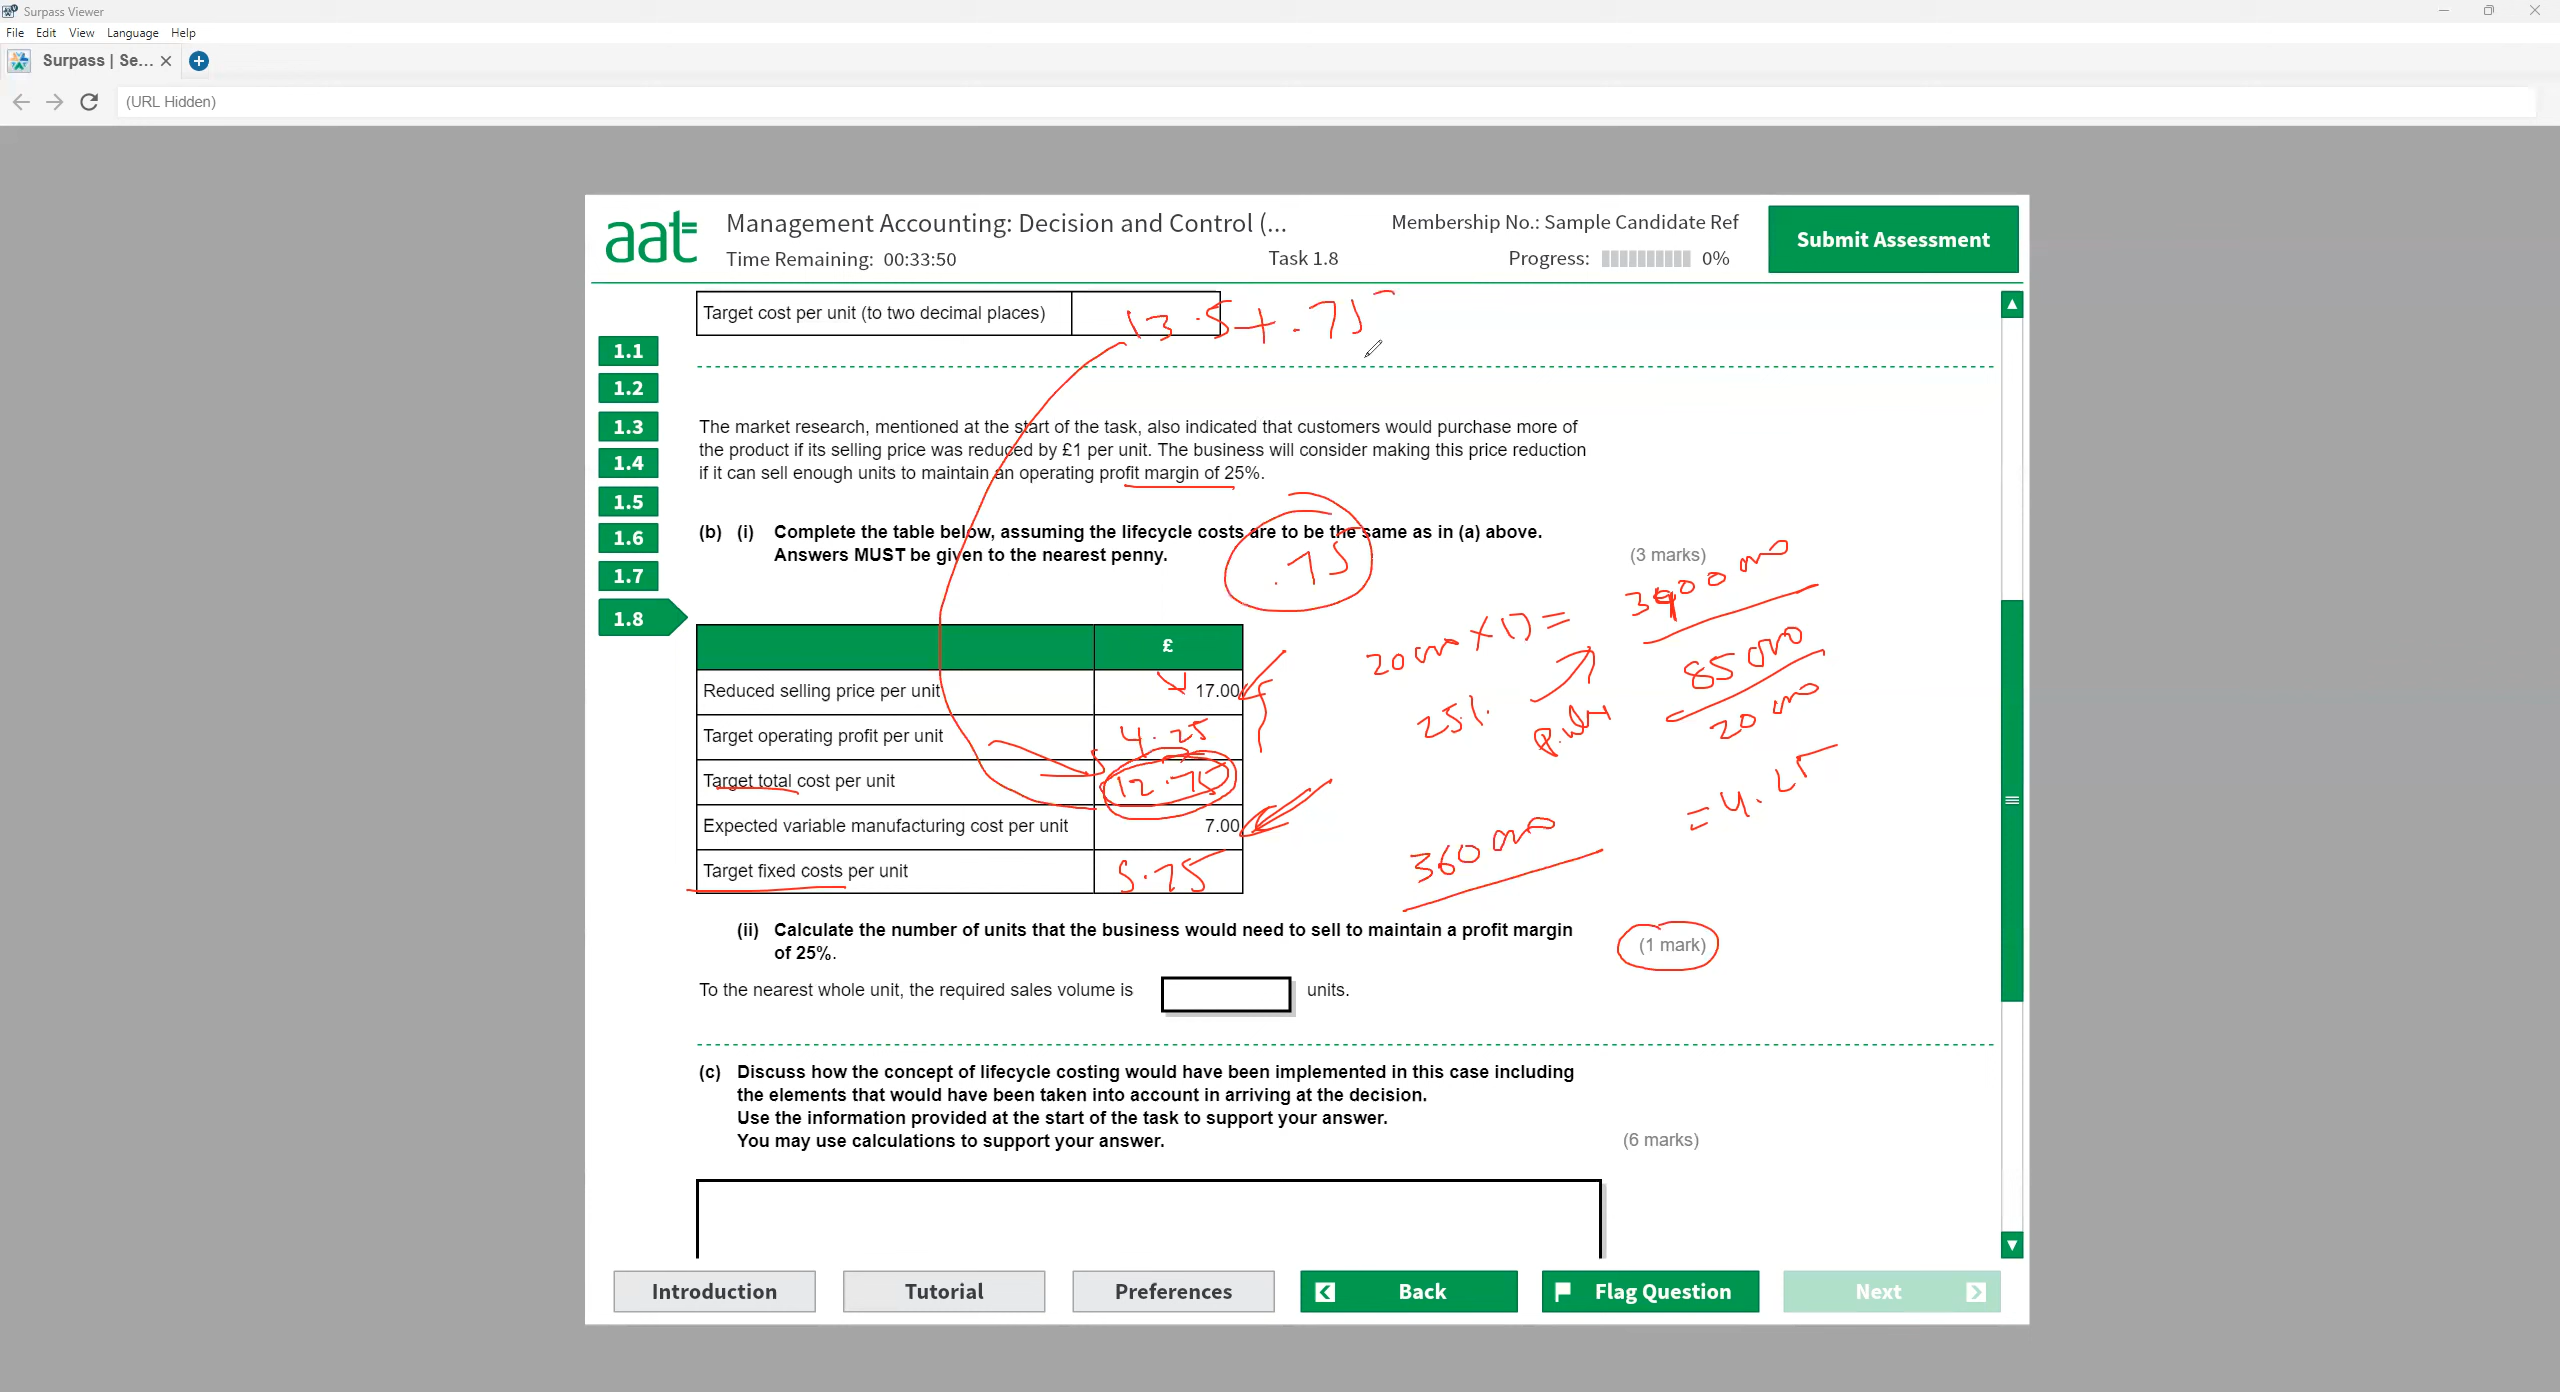 Surpass Viewer
File Edit View Language Help
Surpass | Se...
(URL Hidden)
aat
Management Accounting: Decision and Control (...
Membership No.: Sample Candidate Ref
Submit Assessment
Time Remaining: 00:33:50
Task 1.8
Progress: 0%
Target cost per unit (to two decimal places)
13.5 + .75
1.1
1.2
1.3
1.4
1.5
1.6
1.7
1.8
The market research, mentioned at the start of the task, also indicated that customers would purchase more of
the product if its selling price was reduced by £1 per unit. The business will consider making this price reduction
if it can sell enough units to maintain an operating profit margin of 25%.
(b) (i) Complete the table below, assuming the lifecycle costs are to be the same as in (a) above.
Answers MUST be given to the nearest penny.
(3 marks)
.75
£
Reduced selling price per unit 17.00
Target operating profit per unit 4.25
Target total cost per unit 12.75
Expected variable manufacturing cost per unit 7.00
Target fixed costs per unit 5.75
20 000 X 17 =
25%
85 000
20 000
= 4.25
360 000
(ii) Calculate the number of units that the business would need to sell to maintain a profit margin
of 25%.
(1 mark)
To the nearest whole unit, the required sales volume is units.
(c) Discuss how the concept of lifecycle costing would have been implemented in this case including
the elements that would have been taken into account in arriving at the decision.
Use the information provided at the start of the task to support your answer.
You may use calculations to support your answer.
(6 marks)
Introduction
Tutorial
Preferences
Back
Flag Question
Next